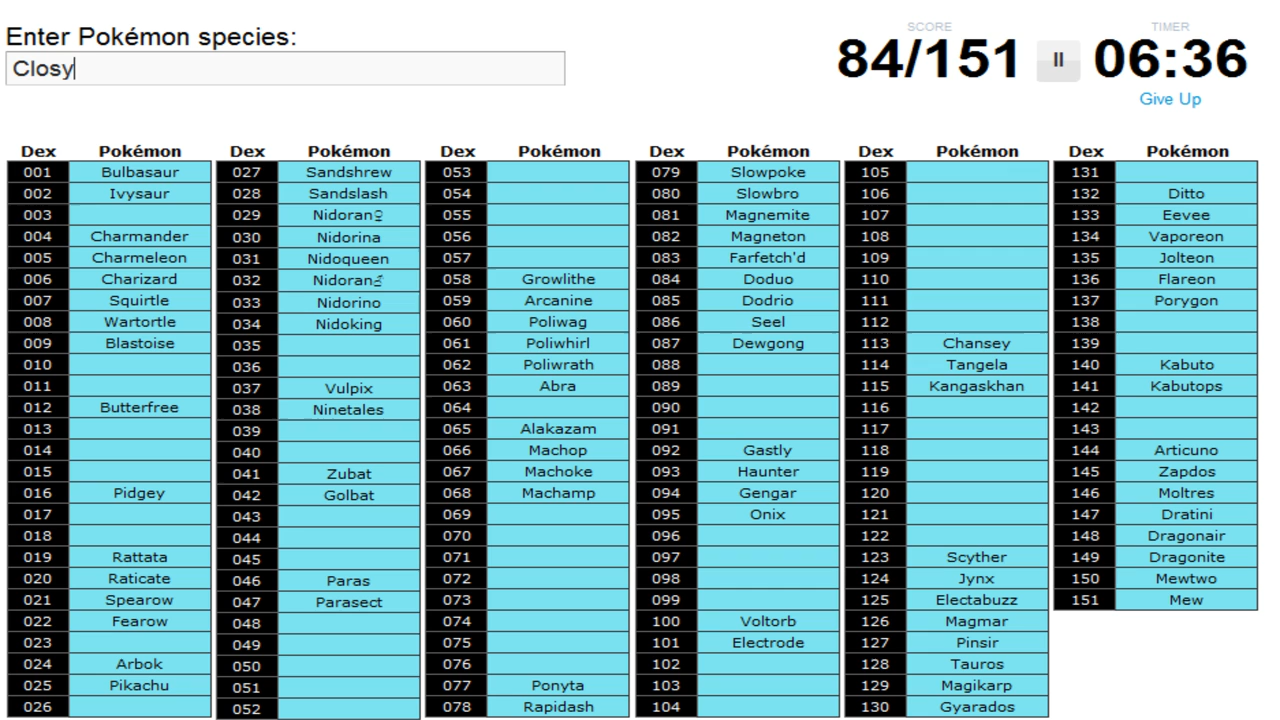 SCORE
TIMER
Enter Pokémon species:
84/151
06:36
Closy
Give Up
Dex Pokémon Dex Pokémon Dex Pokémon Dex Pokémon Dex Pokémon Dex Pokémon
001 Bulbasaur 027 Sandshrew 053 079 Slowpoke 105 131
002 Ivysaur 028 Sandslash 054 080 Slowbro 106 132 Ditto
003 029 Nidoran♀ 055 081 Magnemite 107 133 Eevee
004 Charmander 030 Nidorina 056 082 Magneton 108 134 Vaporeon
005 Charmeleon 031 Nidoqueen 057 083 Farfetch'd 109 135 Jolteon
006 Charizard 032 Nidoran♂ 058 Growlithe 084 Doduo 110 136 Flareon
007 Squirtle 033 Nidorino 059 Arcanine 085 Dodrio 111 137 Porygon
008 Wartortle 034 Nidoking 060 Poliwag 086 Seel 112 138
009 Blastoise 035 061 Poliwhirl 087 Dewgong 113 Chansey 139
010 036 062 Poliwrath 088 114 Tangela 140 Kabuto
011 037 Vulpix 063 Abra 089 115 Kangaskhan 141 Kabutops
012 Butterfree 038 Ninetales 064 090 116 142
013 039 065 Alakazam 091 117 143
014 040 066 Machop 092 Gastly 118 144 Articuno
015 041 Zubat 067 Machoke 093 Haunter 119 145 Zapdos
016 Pidgey 042 Golbat 068 Machamp 094 Gengar 120 146 Moltres
017 043 069 095 Onix 121 147 Dratini
018 044 070 096 122 148 Dragonair
019 Rattata 045 071 097 123 Scyther 149 Dragonite
020 Raticate 046 Paras 072 098 124 Jynx 150 Mewtwo
021 Spearow 047 Parasect 073 099 125 Electabuzz 151 Mew
022 Fearow 048 074 100 Voltorb 126 Magmar
023 049 075 101 Electrode 127 Pinsir
024 Arbok 050 076 102 128 Tauros
025 Pikachu 051 077 Ponyta 103 129 Magikarp
026 052 078 Rapidash 104 130 Gyarados